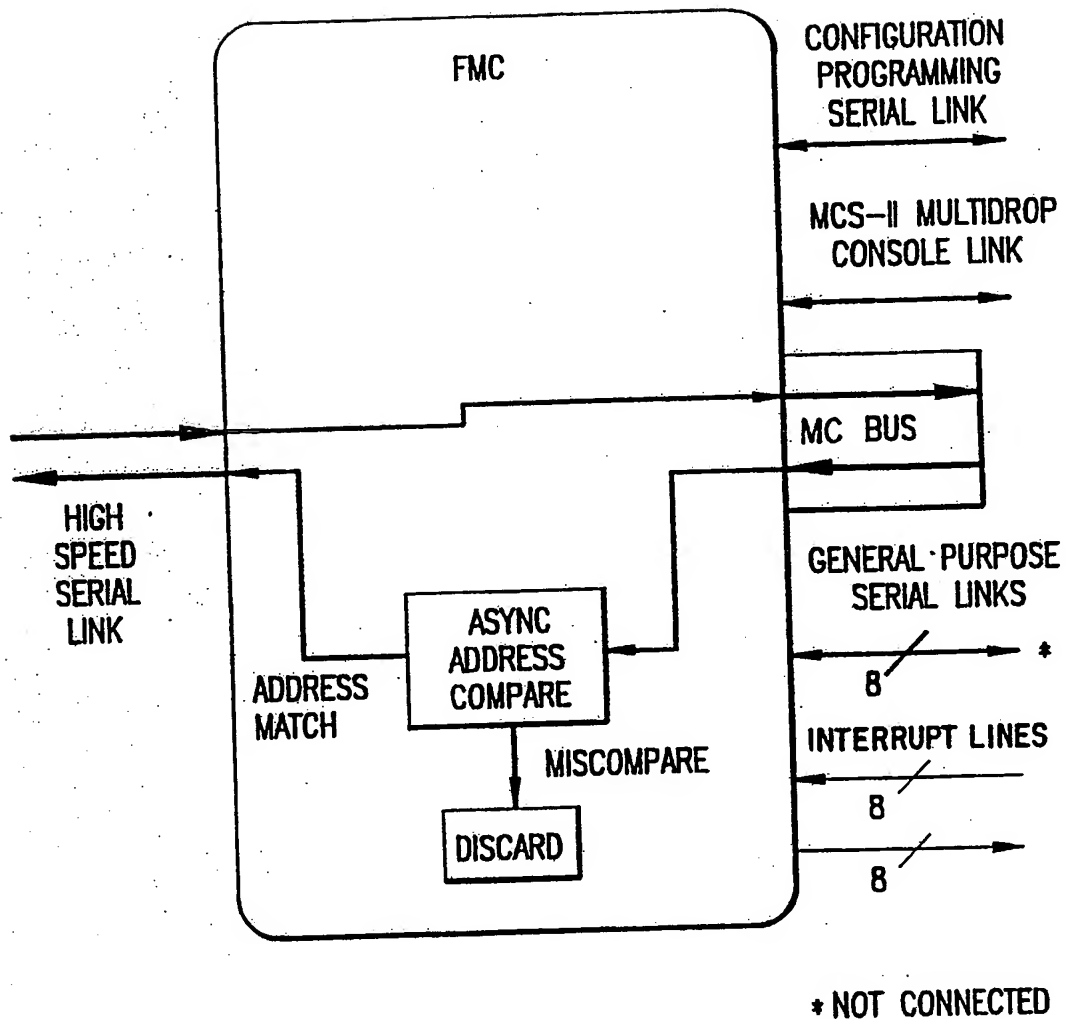 FMC
CONFIGURATION
PROGRAMMING
SERIAL LINK
MCS-II MULTIDROP
CONSOLE LINK
MC BUS
HIGH
SPEED
SERIAL
LINK
GENERAL PURPOSE
SERIAL LINKS
*
8
ASYNC
ADDRESS
COMPARE
ADDRESS
MATCH
MISCOMPARE
DISCARD
INTERRUPT LINES
8
8
* NOT CONNECTED